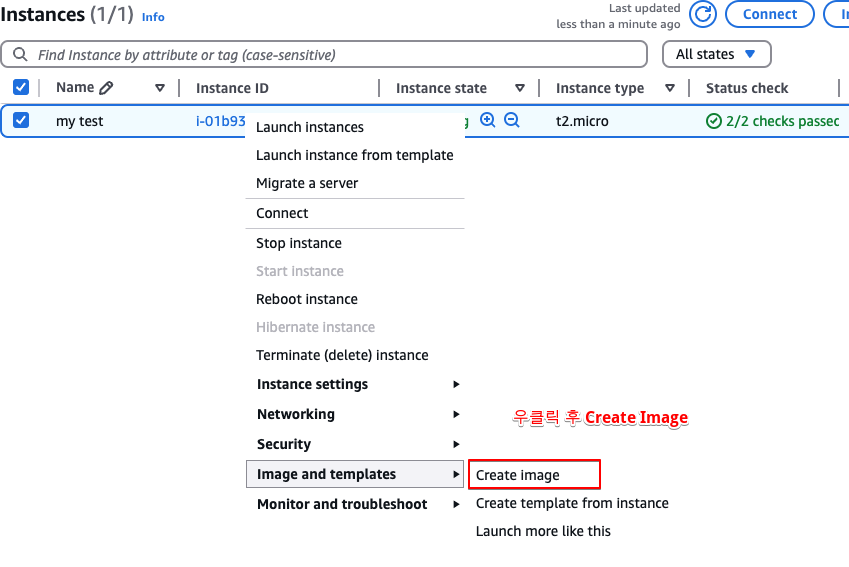 Instances (1/1) Info
Last updated
less than a minute ago
Connect
Find Instance by attribute or tag (case-sensitive)
All states
Name
Instance ID
Instance state
Instance type
Status check
my test
i-01b93
t2.micro
2/2 checks passec
Launch instances
Launch instance from template
Migrate a server
Connect
Stop instance
Start instance
Reboot instance
Hibernate instance
Terminate (delete) instance
Instance settings
Networking
우클릭 후 Create Image
Security
Image and templates
Create image
Monitor and troubleshoot
Create template from instance
Launch more like this